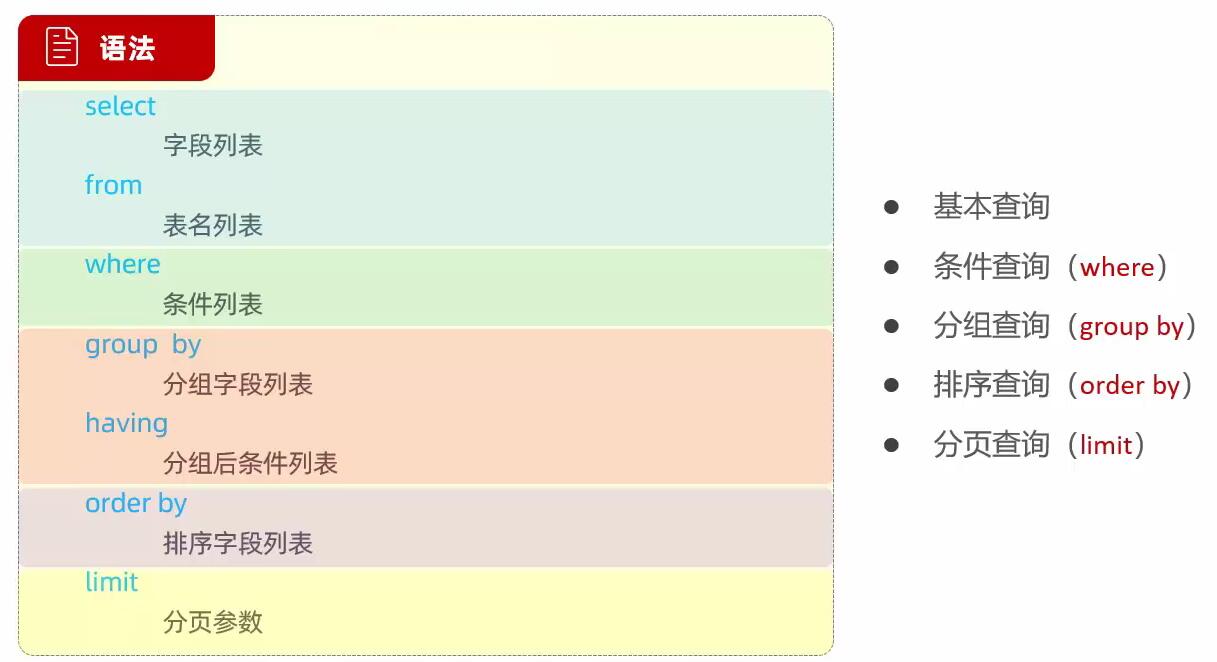 语法
select
字段列表
from
表名列表
where
条件列表
group by
分组字段列表
having
分组后条件列表
order by
排序字段列表
limit
分页参数
● 基本查询
● 条件查询（where）
● 分组查询（group by）
● 排序查询（order by）
● 分页查询（limit）